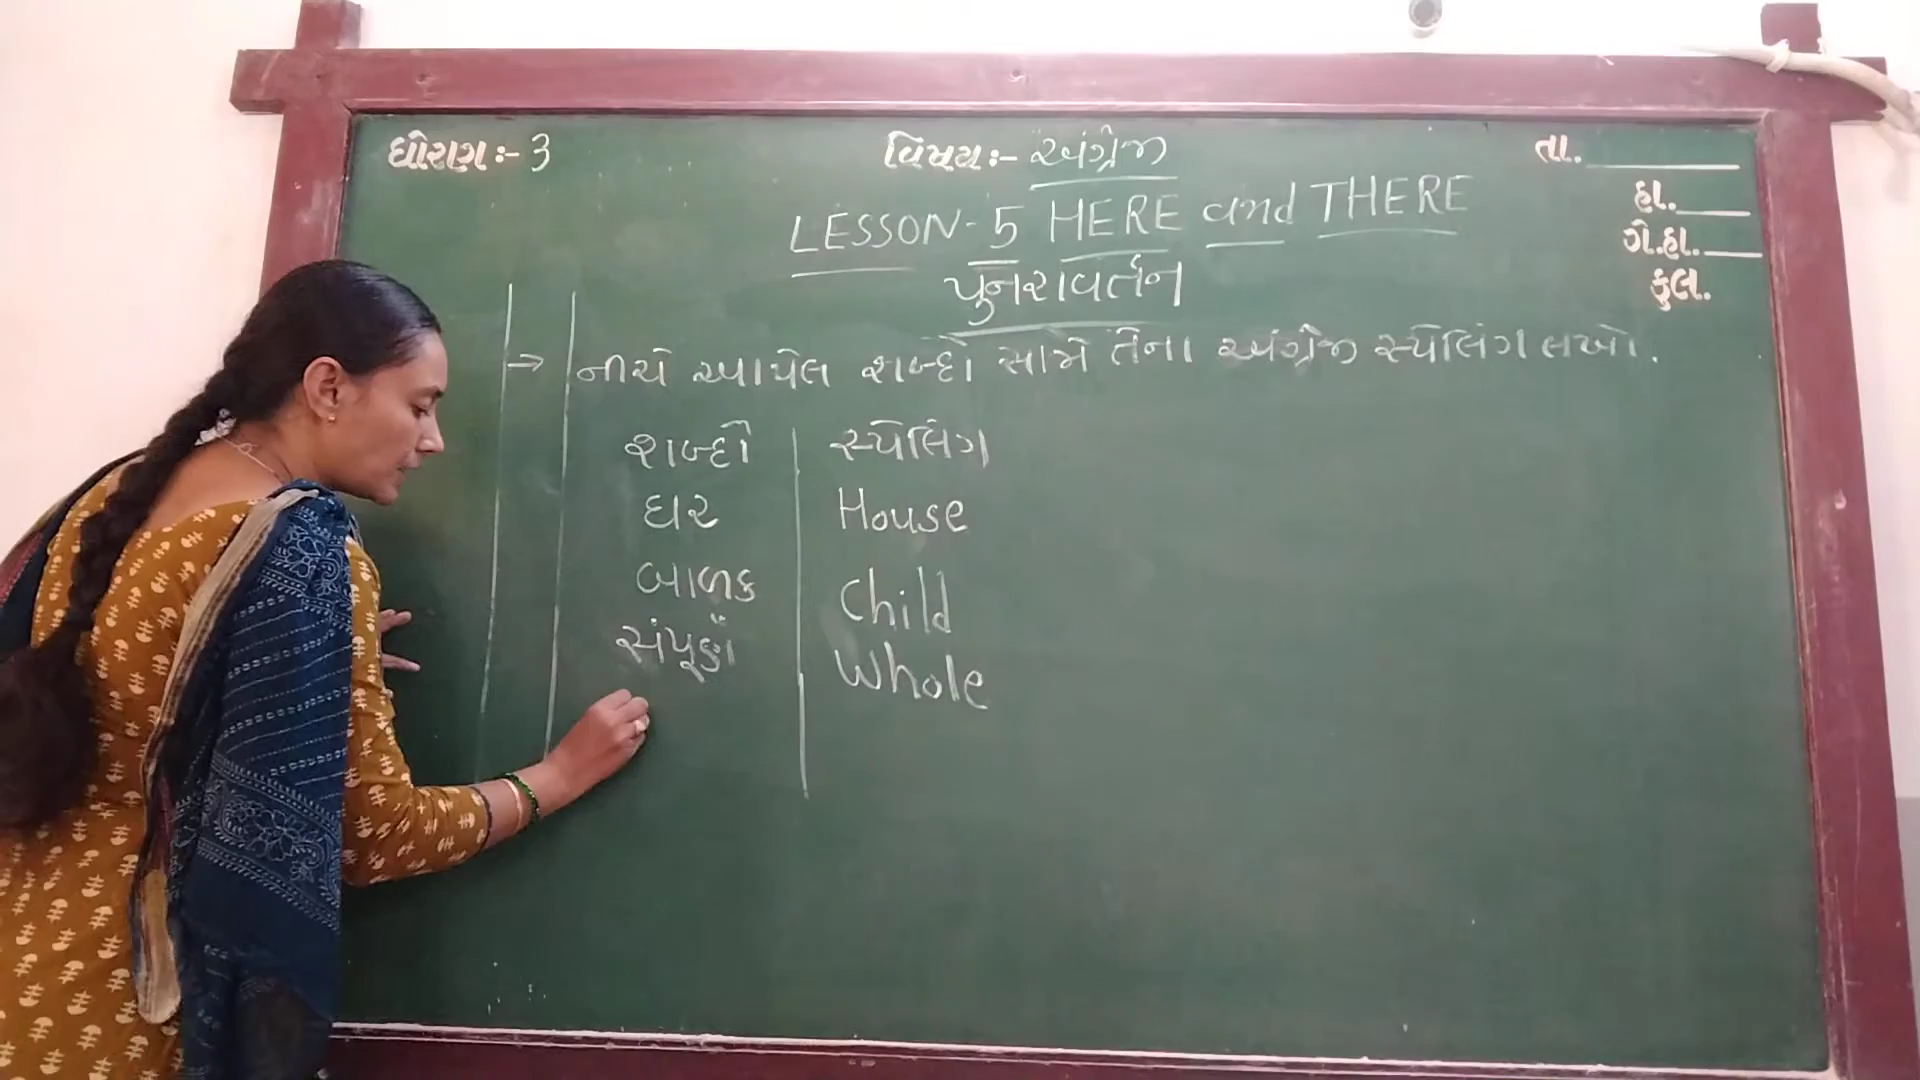 ધોરણ:- 3
વિષય:- અંગ્રેજી
તા.
LESSON-5 HERE and THERE
હા.
ગે.હા.
પુનરાવર્તન
કુલ.
→ નીચે આપેલ શબ્દો સામે તેના અંગ્રેજી સ્પેલિંગ લખો.
શબ્દો સ્પેલિંગ
ઘર House
બાળક Child
સંપૂર્ણ Whole